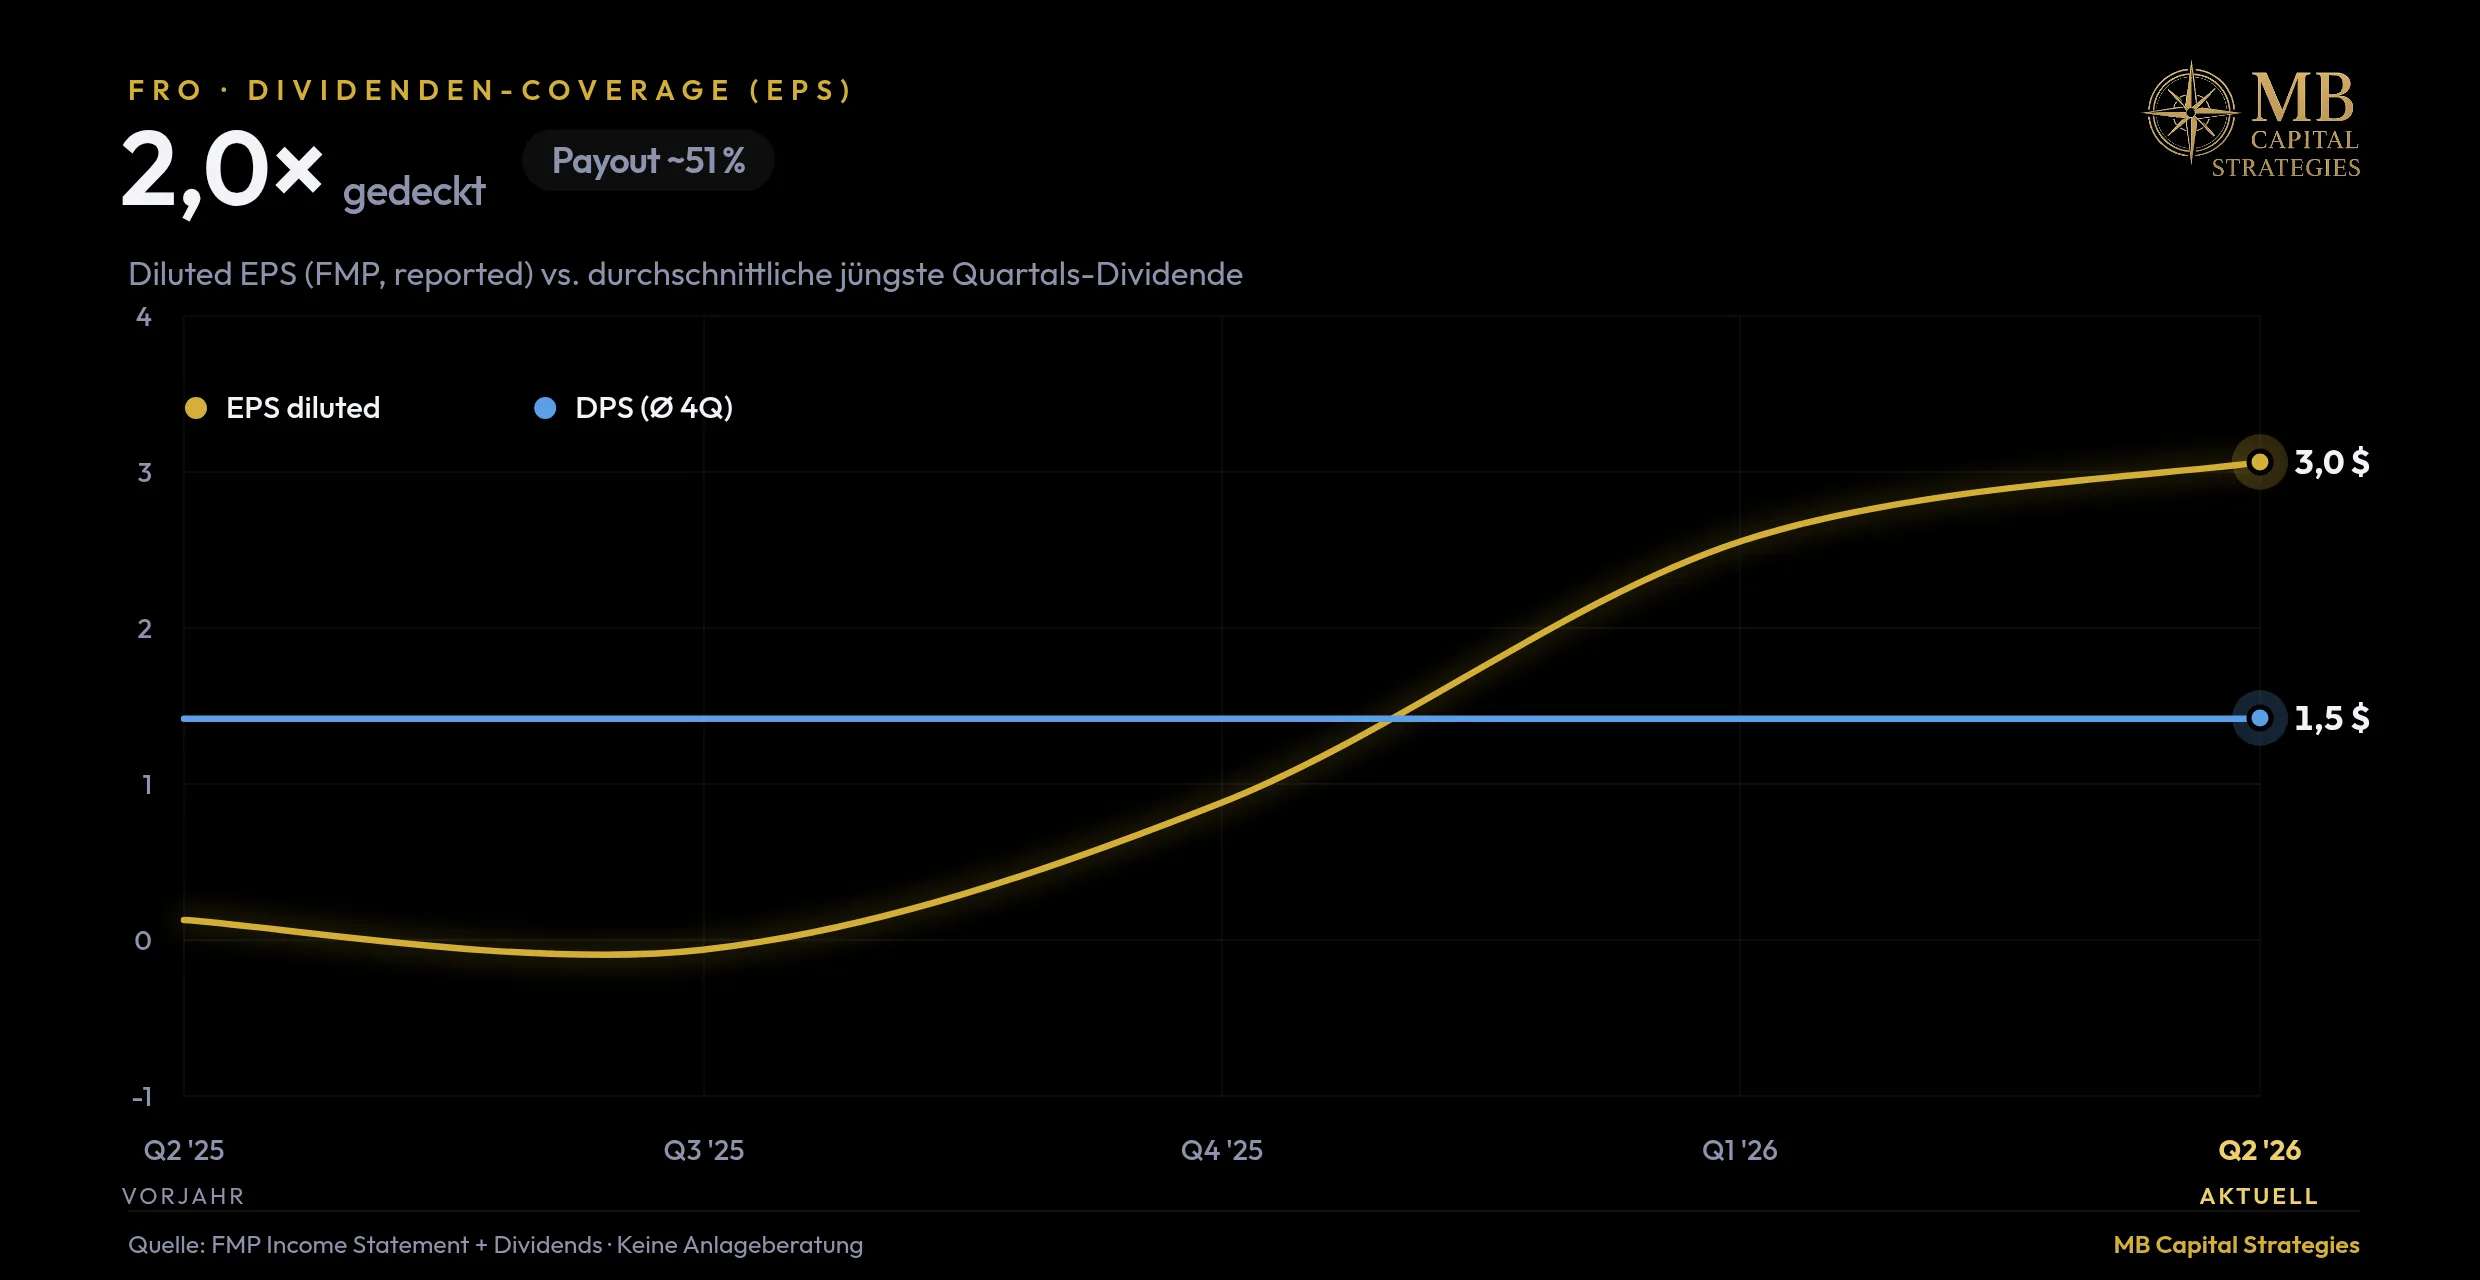 FRO · DIVIDENDEN-COVERAGE (EPS)
2,0× gedeckt
Payout ~51 %
MB
CAPITAL
STRATEGIES
Diluted EPS (FMP, reported) vs. durchschnittliche jüngste Quartals-Dividende
EPS diluted
DPS (Ø 4Q)
4
3
2
1
0
-1
3,0 $
1,5 $
Q2 '25
Q3 '25
Q4 '25
Q1 '26
Q2 '26
VORJAHR
AKTUELL
Quelle: FMP Income Statement + Dividends · Keine Anlageberatung
MB Capital Strategies